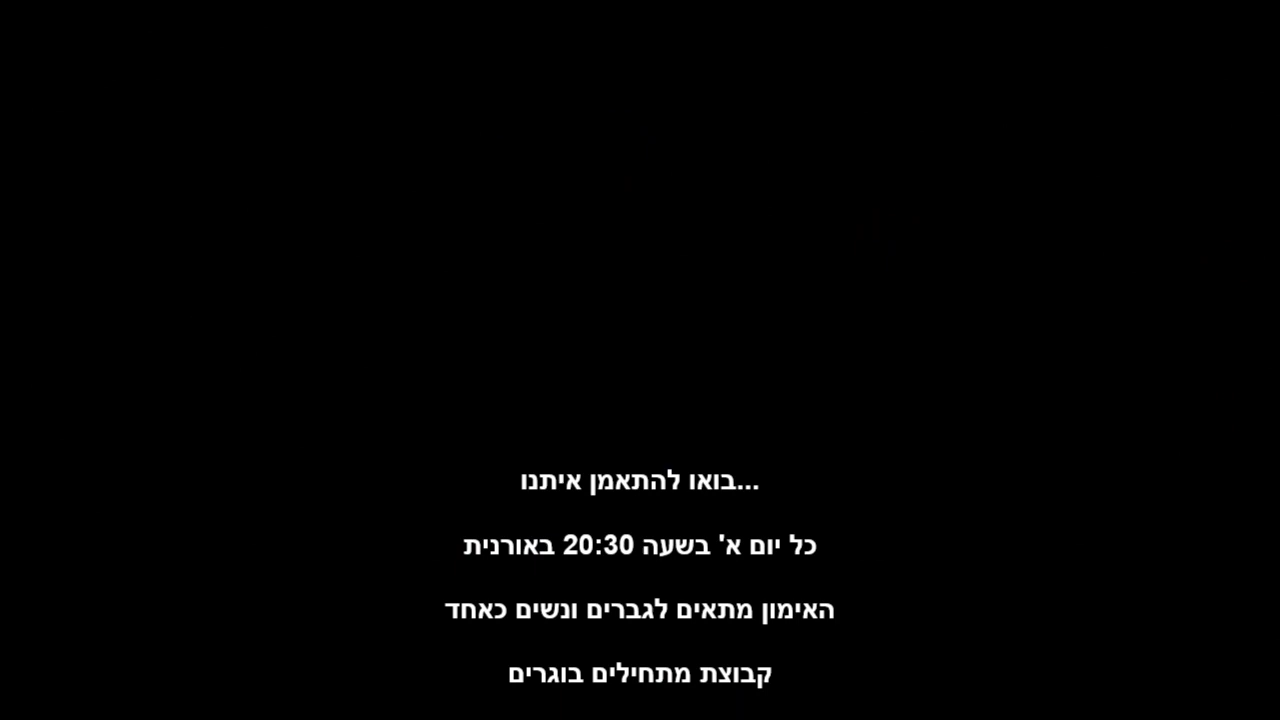 בואו להתאמן איתנו...
כל יום א' בשעה 20:30 באורנית
האימון מתאים לגברים ונשים כאחד
קבוצת מתחילים בוגרים